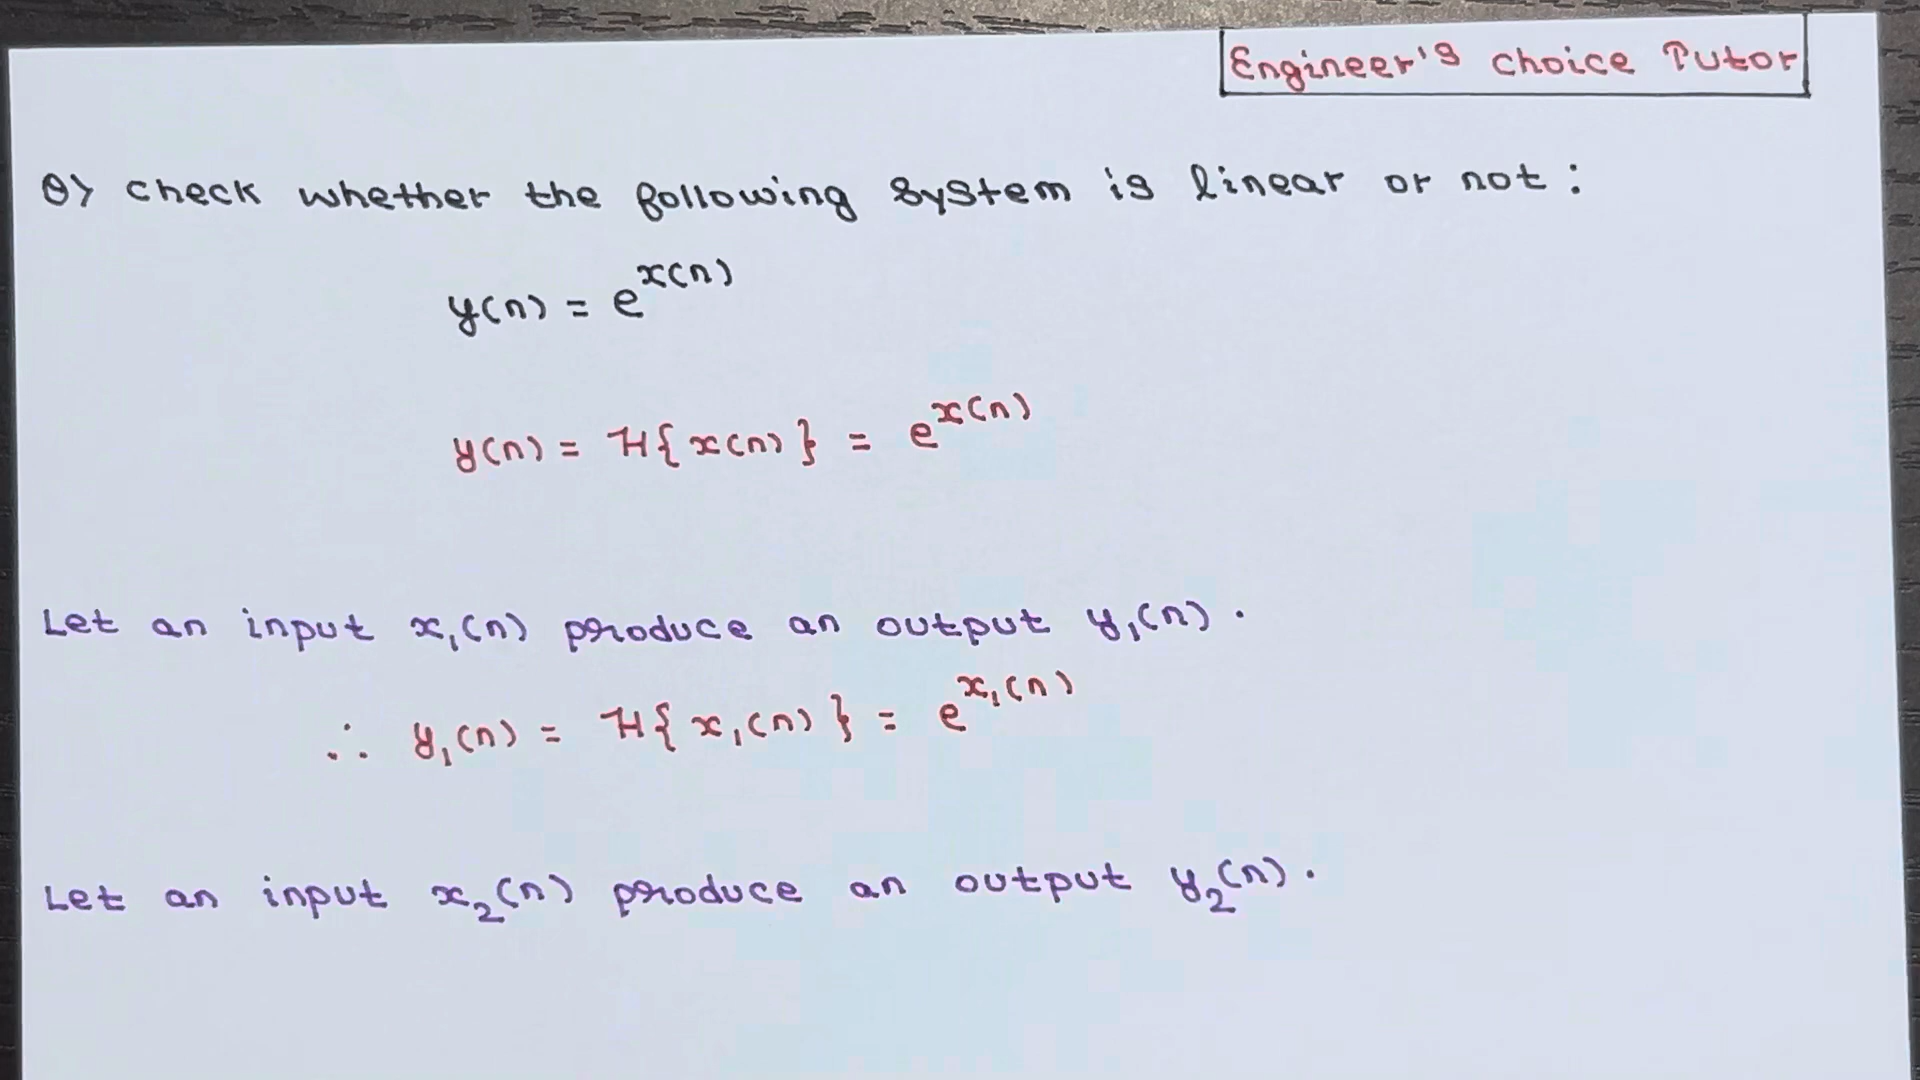 Engineer's choice Tutor
Q> check whether the following system is linear or not :
y(n) = e^x(n)
y(n) = H{x(n)} = e^x(n)
Let an input x₁(n) produce an output y₁(n).
∴ y₁(n) = H{x₁(n)} = e^x₁(n)
Let an input x₂(n) produce an output y₂(n).